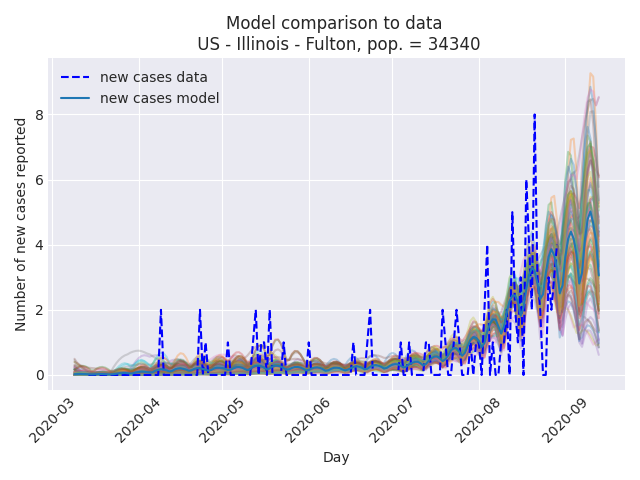 Model comparison to data
US - Illinois - Fulton, pop. = 34340
new cases data
new cases model
Number of new cases reported
8
6
4
2
0
2020-03
2020-04
2020-05
2020-06
2020-07
2020-08
2020-09
Day